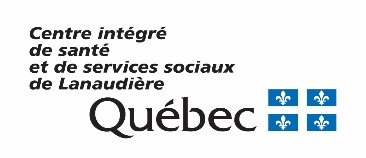 Centre intégré
de santé
et de services sociaux
de Lanaudière
Québec